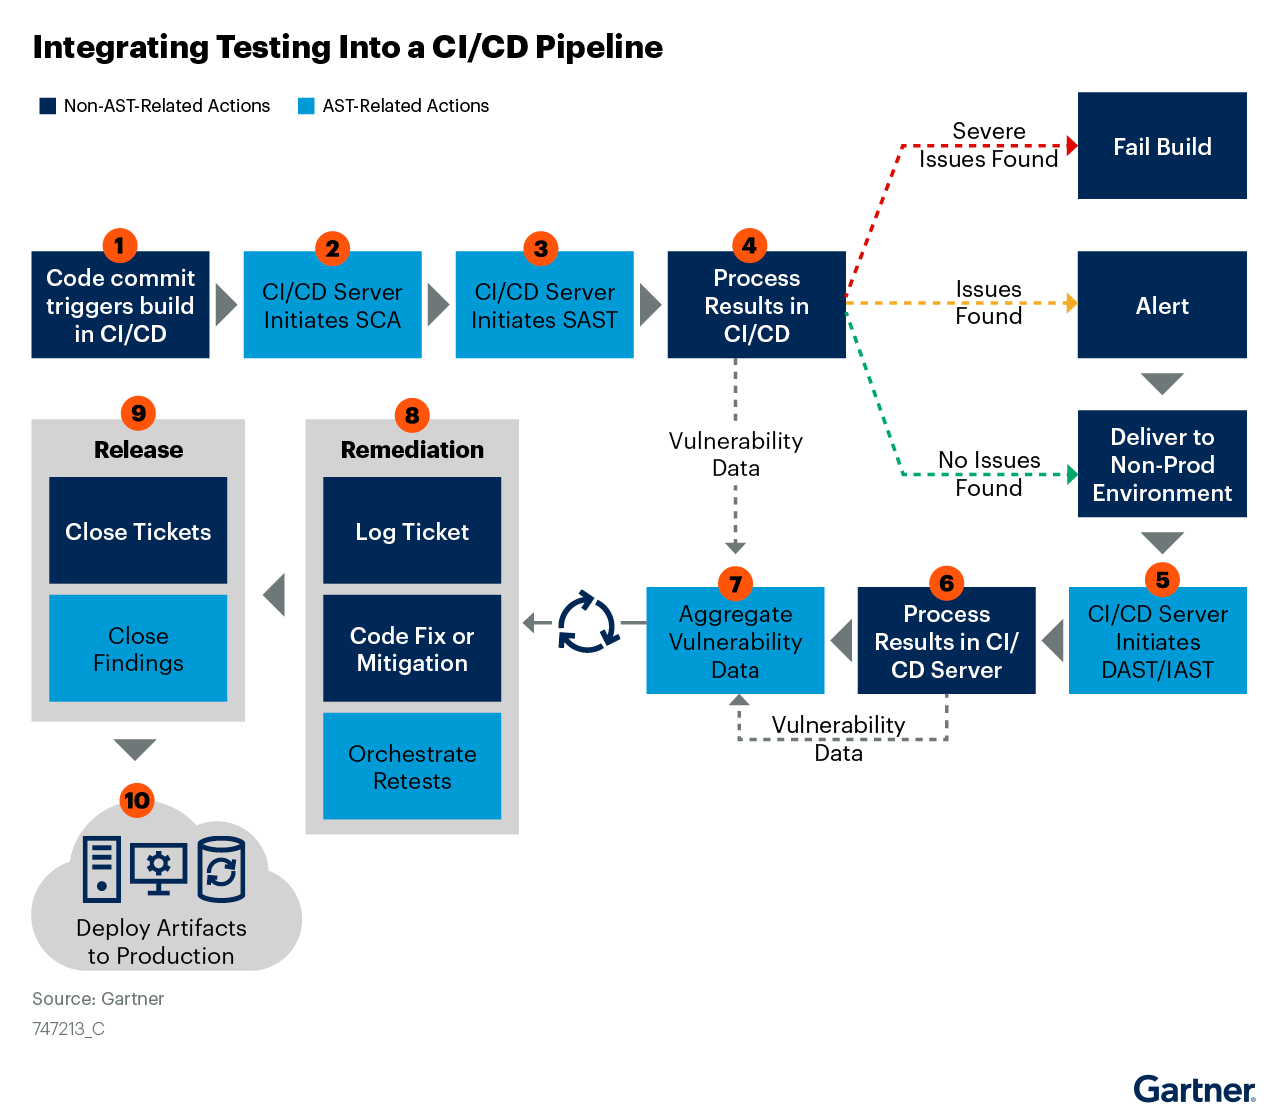 Integrating Testing Into a CI/CD Pipeline
Non-AST-Related Actions
AST-Related Actions
Severe
Issues Found
Fail Build
1
Code commit
triggers build
in CI/CD
2
CI/CD Server
Initiates SCA
3
CI/CD Server
Initiates SAST
4
Process
Results in
CI/CD
Issues
Found
Alert
Vulnerability
Data
No Issues
Found
Deliver to
Non-Prod
Environment
5
CI/CD Server
Initiates
DAST/IAST
6
Process
Results in CI/
CD Server
Vulnerability
Data
7
Aggregate
Vulnerability
Data
8
Remediation
Log Ticket
Code Fix or
Mitigation
Orchestrate
Retests
9
Release
Close Tickets
Close
Findings
10
Deploy Artifacts
to Production
Source: Gartner
747213_C
Gartner®